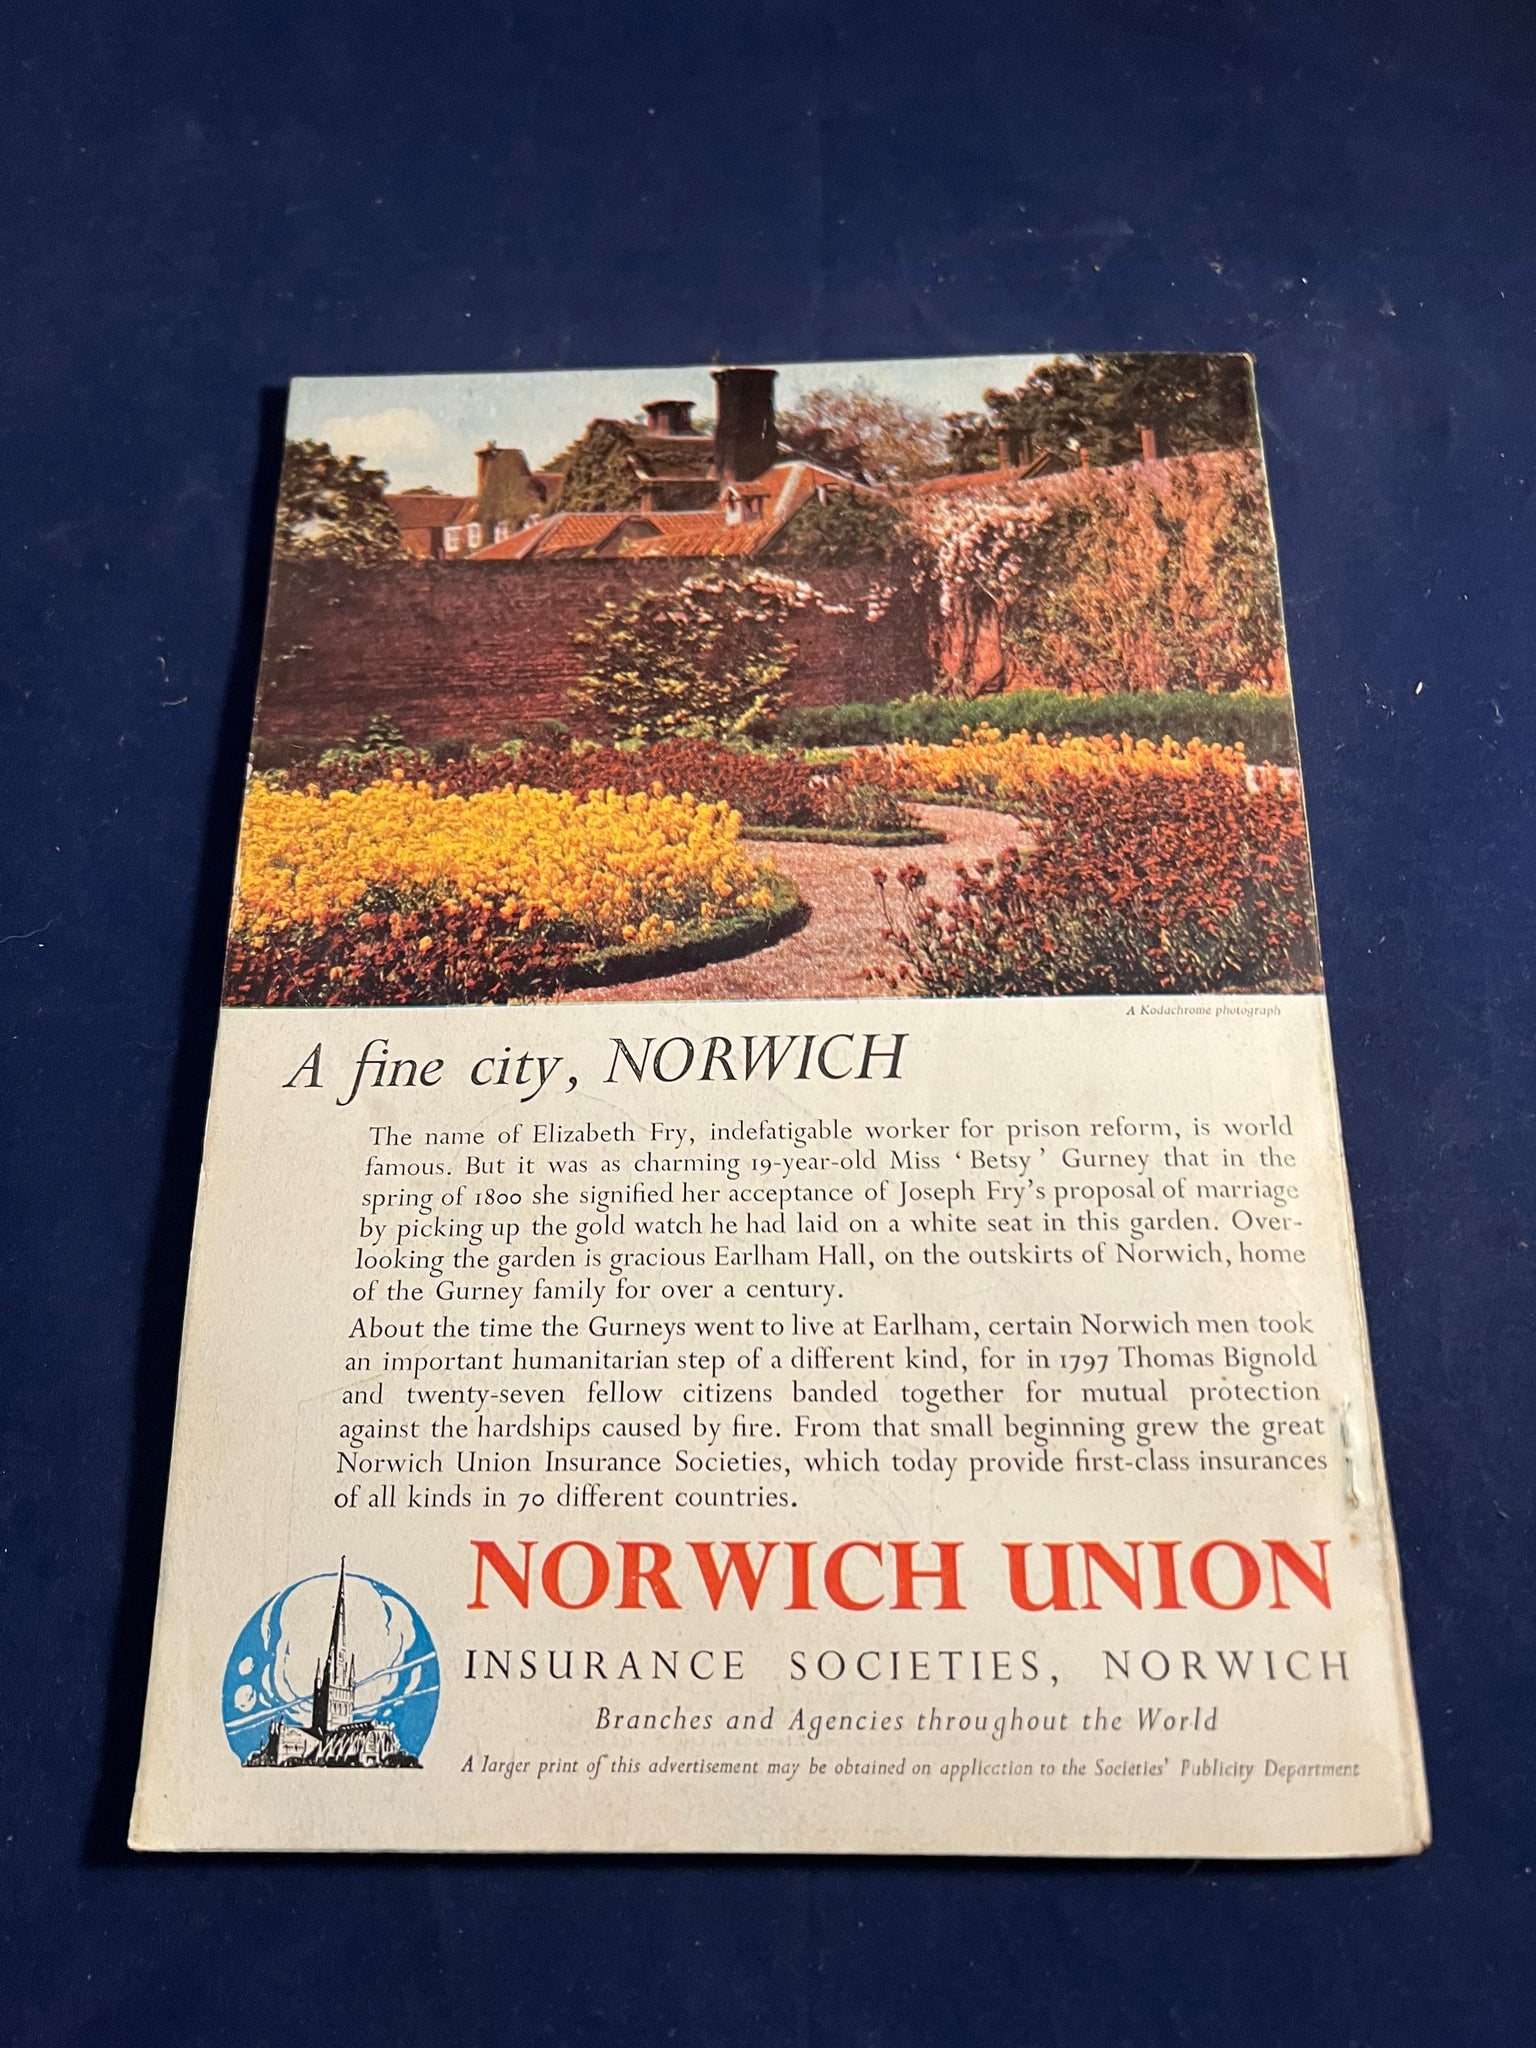 A Kodachrome photograph
A fine city, NORWICH
The name of Elizabeth Fry, indefatigable worker for prison reform, is world
famous. But it was as charming 19-year-old Miss ‘Betsy’ Gurney that in the
spring of 1800 she signified her acceptance of Joseph Fry’s proposal of marriage
by picking up the gold watch he had laid on a white seat in this garden. Over-
looking the garden is gracious Earlham Hall, on the outskirts of Norwich, home
of the Gurney family for over a century.
About the time the Gurneys went to live at Earlham, certain Norwich men took
an important humanitarian step of a different kind, for in 1797 Thomas Bignold
and twenty-seven fellow citizens banded together for mutual protection
against the hardships caused by fire. From that small beginning grew the great
Norwich Union Insurance Societies, which today provide first-class insurances
of all kinds in 70 different countries.
NORWICH UNION
INSURANCE SOCIETIES, NORWICH
Branches and Agencies throughout the World
A larger print of this advertisement may be obtained on application to the Societies’ Publicity Department